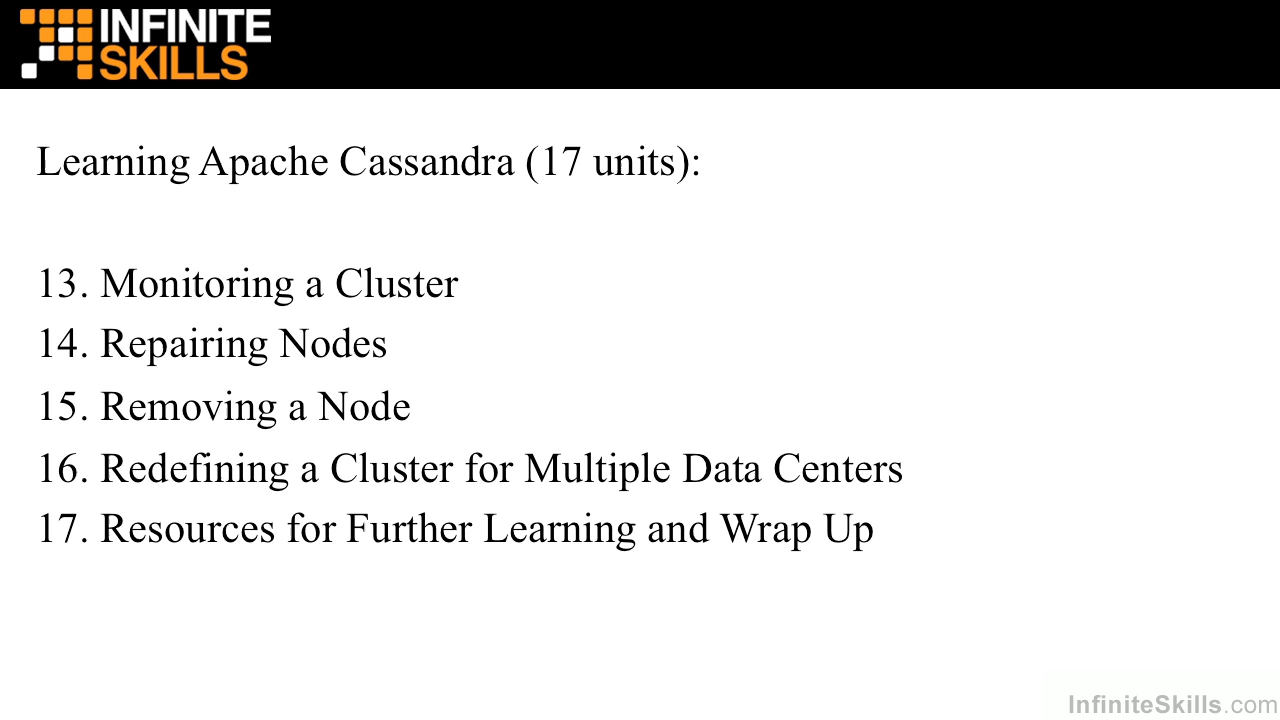 INFINITE
SKILLS
Learning Apache Cassandra (17 units):
13. Monitoring a Cluster
14. Repairing Nodes
15. Removing a Node
16. Redefining a Cluster for Multiple Data Centers
17. Resources for Further Learning and Wrap Up
InfiniteSkills.com